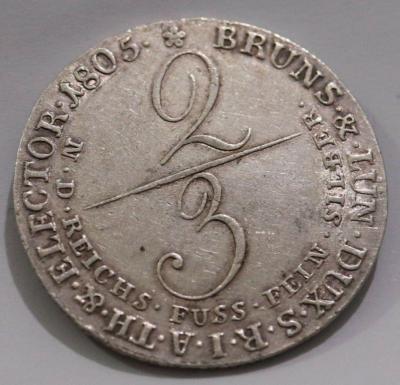 BRUNS·&·LUN·DUX·S·R·I·A·TH·&·ELECTOR·1805·
2
3
N·D·REICHS·FUSS·FEIN·SILBER·